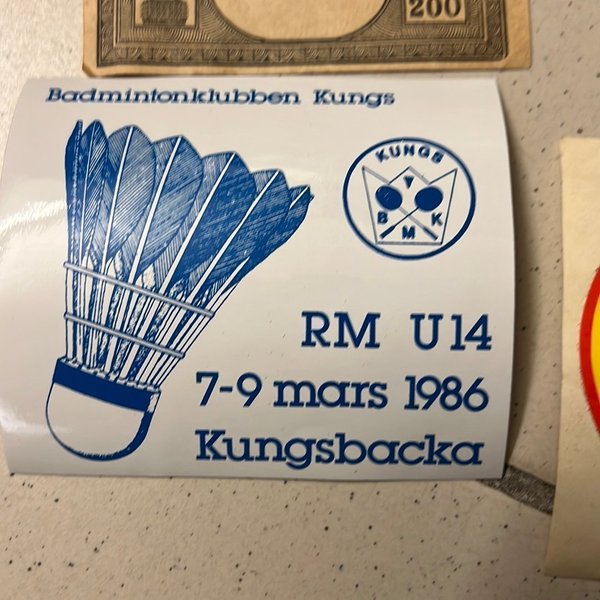 200
Badmintonklubben Kungs
KUNGS
B M K
RM U14
7-9 mars 1986
Kungsbacka